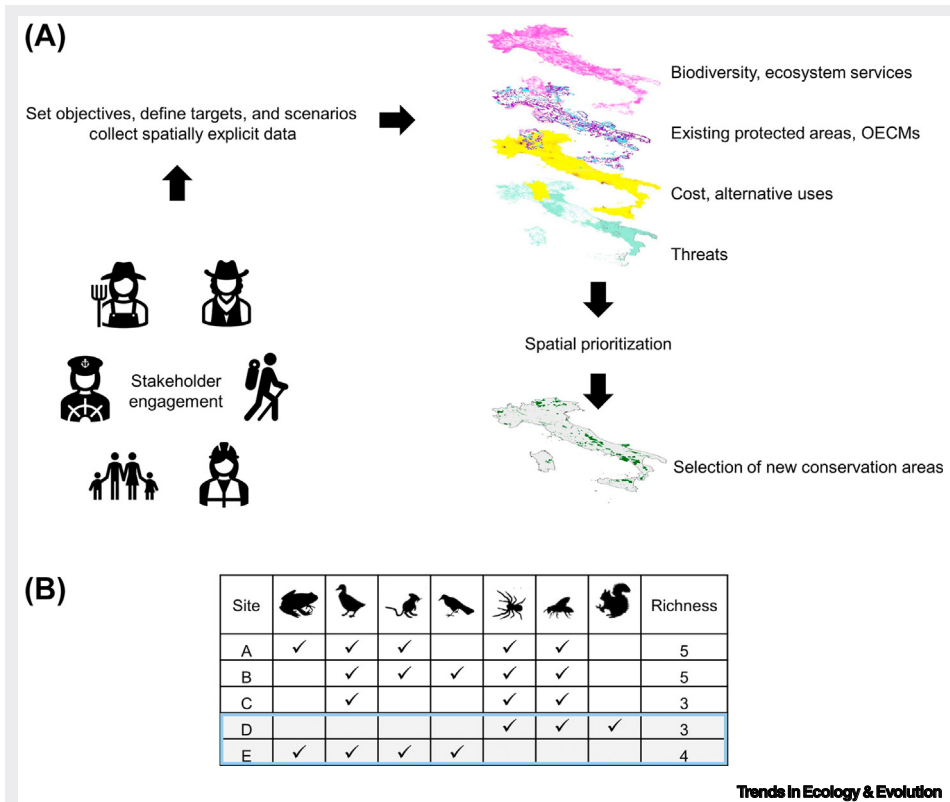 (A)
Set objectives, define targets, and scenarios
collect spatially explicit data
Biodiversity, ecosystem services
Existing protected areas, OECMs
Cost, alternative uses
Threats
Stakeholder
engagement
Spatial prioritization
Selection of new conservation areas
(B)
Site Richness
A ✓ ✓ ✓ ✓ ✓ 5
B ✓ ✓ ✓ ✓ ✓ 5
C ✓ ✓ ✓ 3
D ✓ ✓ ✓ 3
E ✓ ✓ ✓ ✓ 4
Trends in Ecology & Evolution